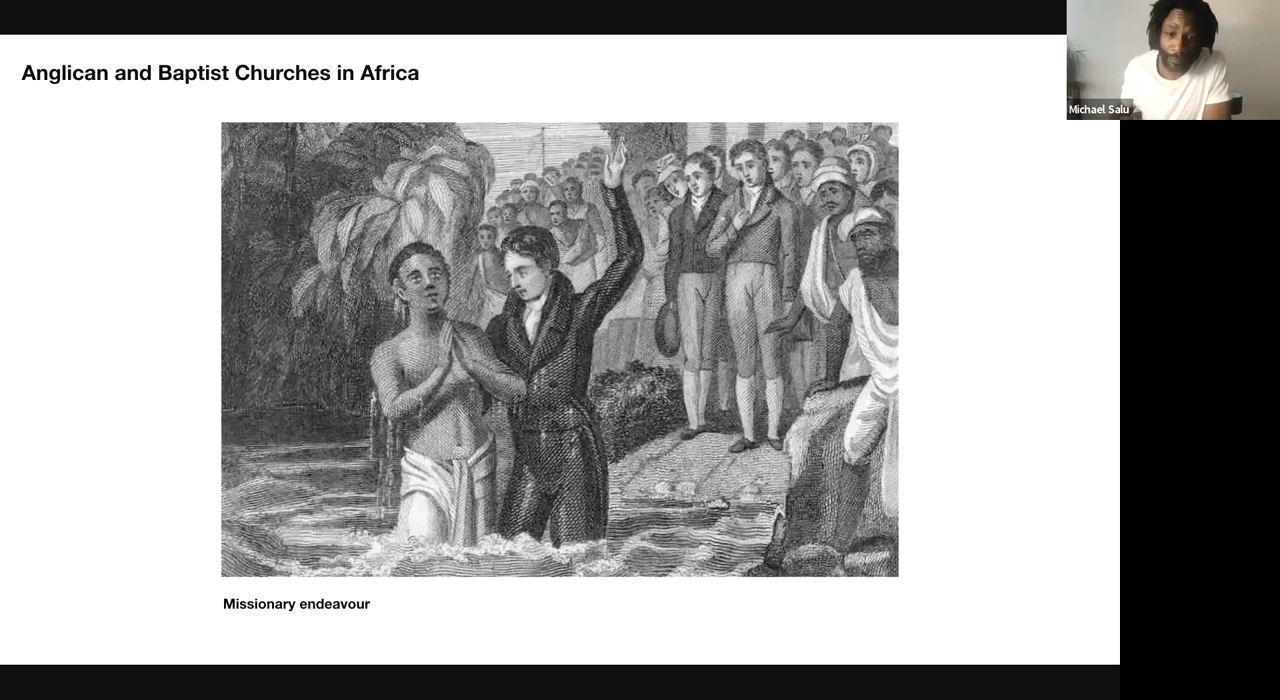 Anglican and Baptist Churches in Africa
Michael Salu
Missionary endeavour